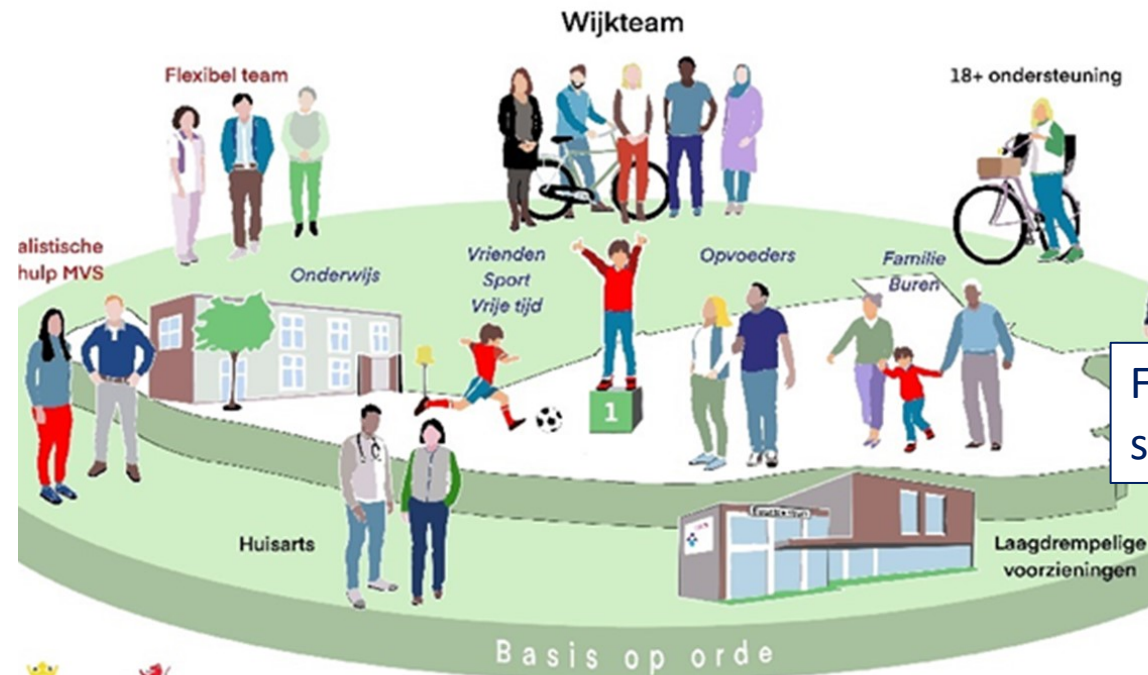 Wijkteam
Flexibel team
18+ ondersteuning
alistische
hulp MVS
Onderwijs
Vrienden
Sport
Vrije tijd
Opvoeders
Familie
Buren
F
s
1
Huisarts
Laagdrempelige
voorzieningen
Basis op orde